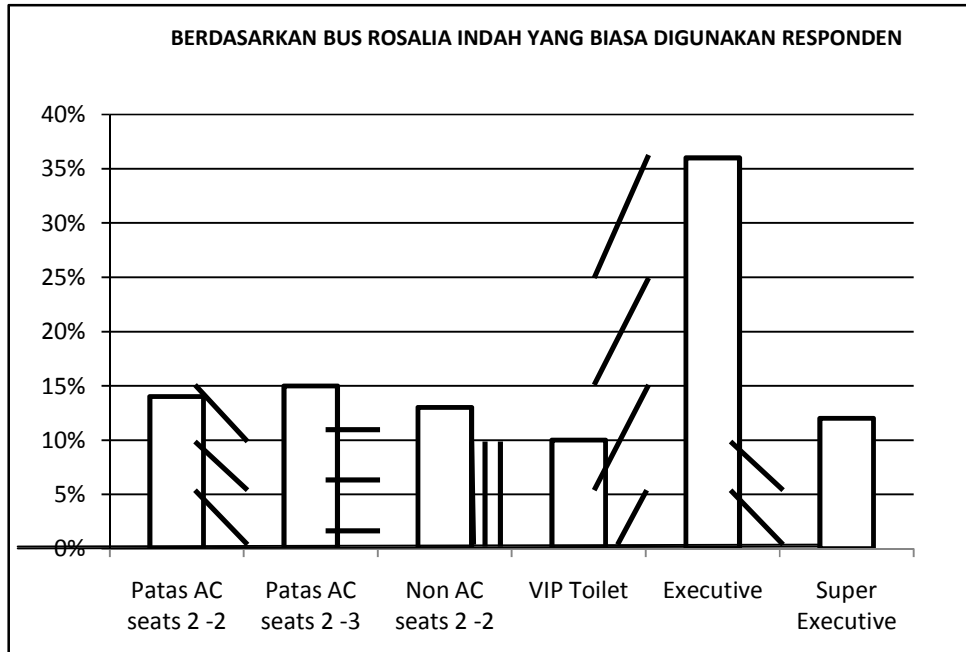 BERDASARKAN BUS ROSALIA INDAH YANG BIASA DIGUNAKAN RESPONDEN
40%
35%
30%
25%
20%
15%
10%
5%
0%
Patas AC
seats 2 -2
Patas AC
seats 2 -3
Non AC
seats 2 -2
VIP Toilet
Executive
Super
Executive